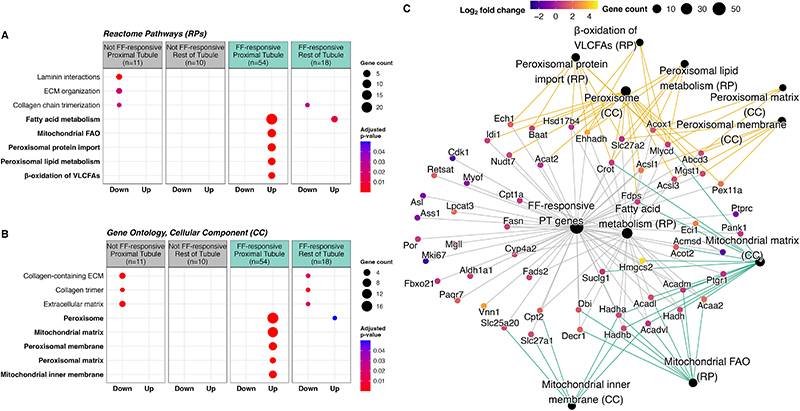 A
Reactome Pathways (RPs)
Not FF-responsive
Proximal Tubule
(n=11)
Not FF-responsive
Rest of Tubule
(n=10)
FF-responsive
Proximal Tubule
(n=54)
FF-responsive
Rest of Tubule
(n=18)
Laminin interactions
ECM organization
Collagen chain trimerization
Fatty acid metabolism
Mitochondrial FAO
Peroxisomal protein import
Peroxisomal lipid metabolism
β-oxidation of VLCFAs
Down Up Down Up Down Up Down Up
Gene count
5
10
15
20
Adjusted
p-value
0.04
0.03
0.02
0.01
B
Gene Ontology, Cellular Component (CC)
Not FF-responsive
Proximal Tubule
(n=11)
Not FF-responsive
Rest of Tubule
(n=10)
FF-responsive
Proximal Tubule
(n=54)
FF-responsive
Rest of Tubule
(n=18)
Collagen-containing ECM
Collagen trimer
Extracellular matrix
Peroxisome
Mitochondrial matrix
Peroxisomal membrane
Peroxisomal matrix
Mitochondrial inner membrane
Down Up Down Up Down Up Down Up
Gene count
4
8
12
16
Adjusted
p-value
0.04
0.03
0.02
0.01
C
Log2 fold change
−2 0 2 4
Gene count 10 30 50
β-oxidation of
VLCFAs (RP)
Peroxisomal protein
import (RP)
Peroxisomal lipid
metabolism (RP)
Peroxisome
(CC)
Peroxisomal matrix
(CC)
Peroxisomal membrane
(CC)
Ech1
Hsd17b4
Acox1
Idi1
Baat
Ehhadh
Slc27a2
Mlycd
Cdk1
Nudt7
Acat2
Crot
Acsl1
Abcd3
Mgst1
Retsat
Myof
Acsl3
Pex11a
Asl
Cpt1a
Fdps
Ptprc
Ass1
Lpcat3
FF-responsive
PT genes
Fatty acid
metabolism (RP)
Fasn
Eci1
Pank1
Por
Mgll
Cyp4a2
Acmsd
Acot2
Mitochondrial matrix
(CC)
Mki67
Hmgcs2
Fbxo21
Aldh1a1
Fads2
Suclg1
Acadm
Ptgr1
Paqr7
Vnn1
Cpt2
Dbi
Hadha
Acadl
Hadh
Acaa2
Slc25a20
Slc27a1
Decr1
Hadhb
Acadvl
Mitochondrial FAO
(RP)
Mitochondrial inner
membrane (CC)